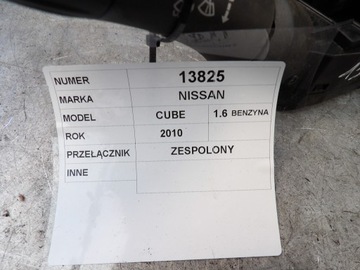 NUMER 13825
MARKA NISSAN
MODEL CUBE 1.6 BENZYNA
ROK 2010
PRZEŁĄCZNIK ZESPOLONY
INNE